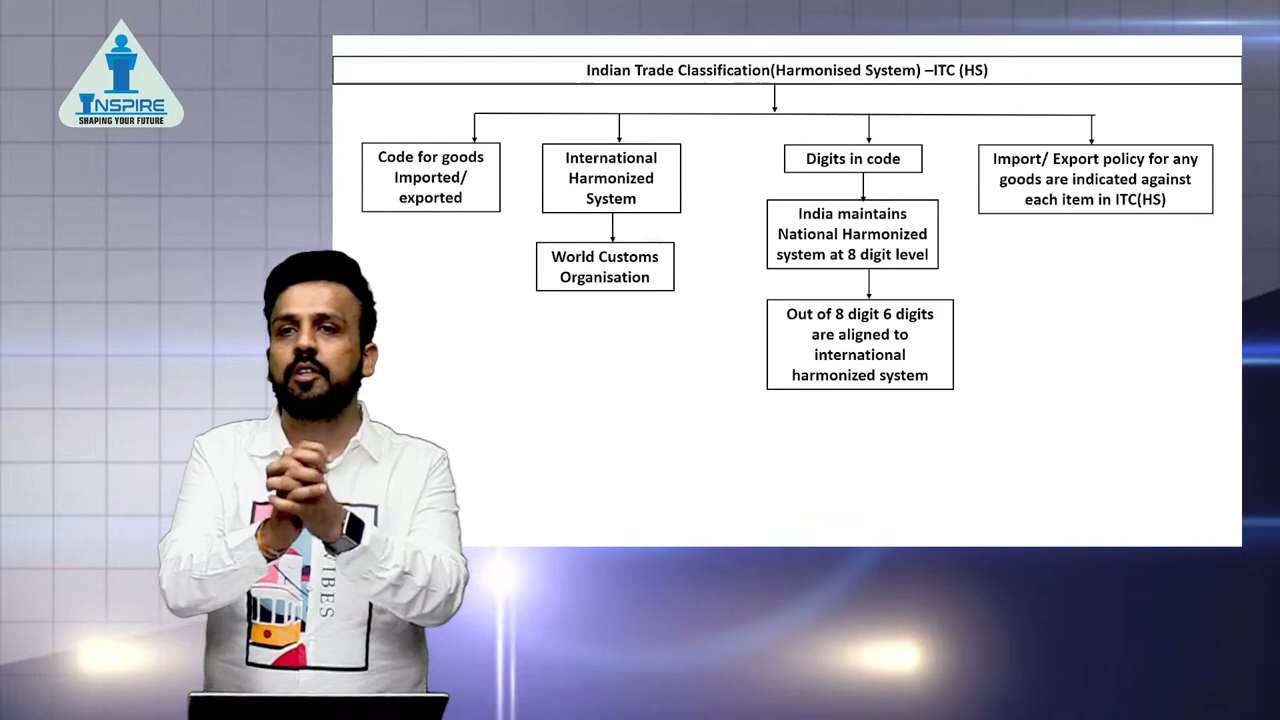 INSPIRE
SHAPING YOUR FUTURE
Indian Trade Classification(Harmonised System) –ITC (HS)
Code for goods
Imported/
exported
International
Harmonized
System
World Customs
Organisation
Digits in code
India maintains
National Harmonized
system at 8 digit level
Out of 8 digit 6 digits
are aligned to
international
harmonized system
Import/ Export policy for any
goods are indicated against
each item in ITC(HS)